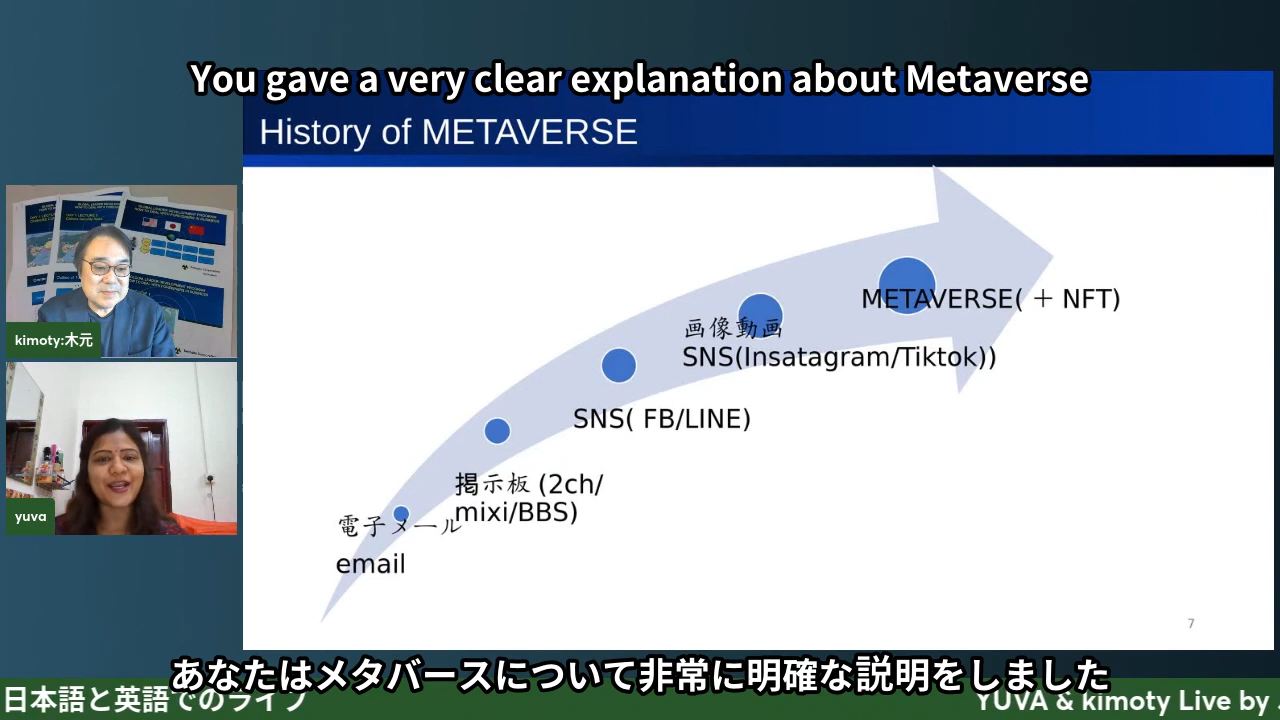 You gave a very clear explanation about Metaverse
History of METAVERSE
METAVERSE( + NFT)
画像動画
SNS(Insatagram/Tiktok))
SNS( FB/LINE)
掲示板 (2ch/
mixi/BBS)
電子メール
email
kimoty:木元
yuva
7
あなたはメタバースについて非常に明確な説明をしました
日本語と英語でのライブ
YUVA & kimoty Live by